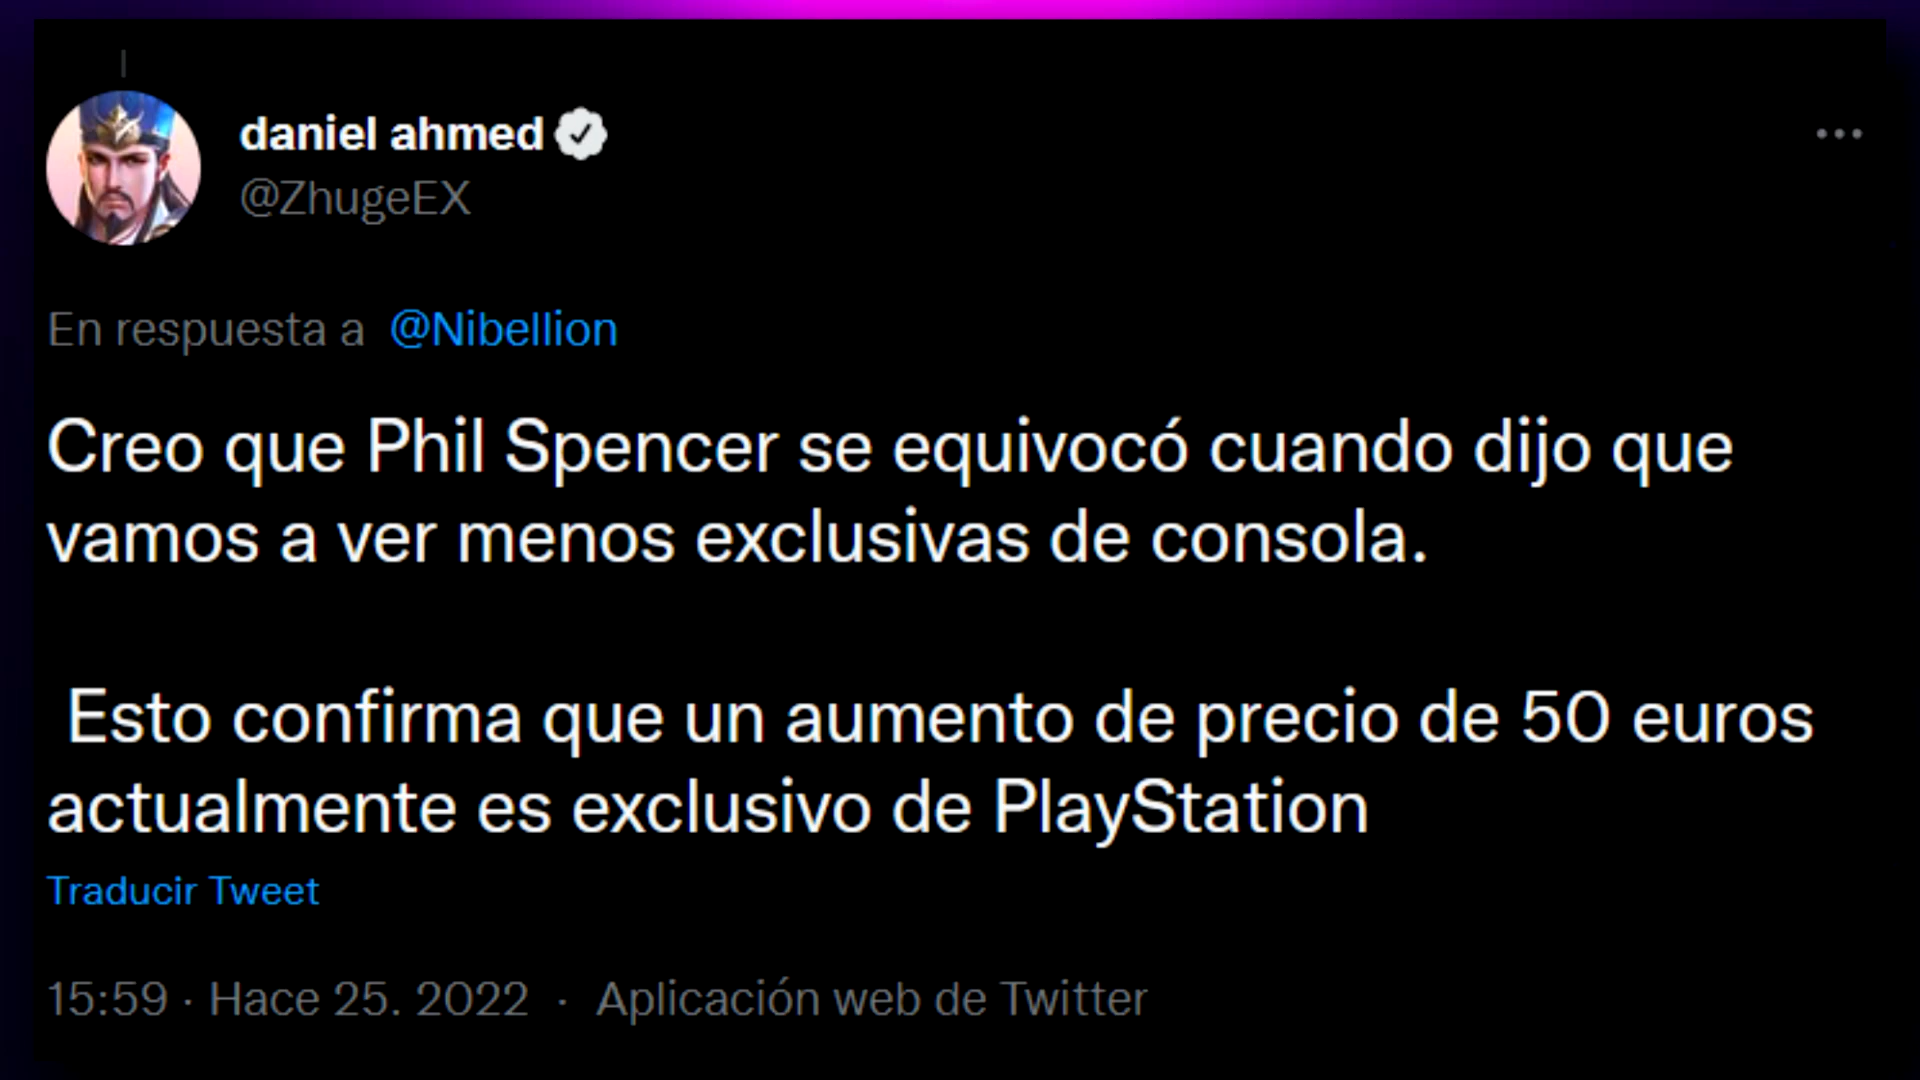 daniel ahmed
@ZhugeEX
En respuesta a @Nibellion
Creo que Phil Spencer se equivocó cuando dijo que
vamos a ver menos exclusivas de consola.
Esto confirma que un aumento de precio de 50 euros
actualmente es exclusivo de PlayStation
Traducir Tweet
15:59 · Hace 25. 2022 · Aplicación web de Twitter